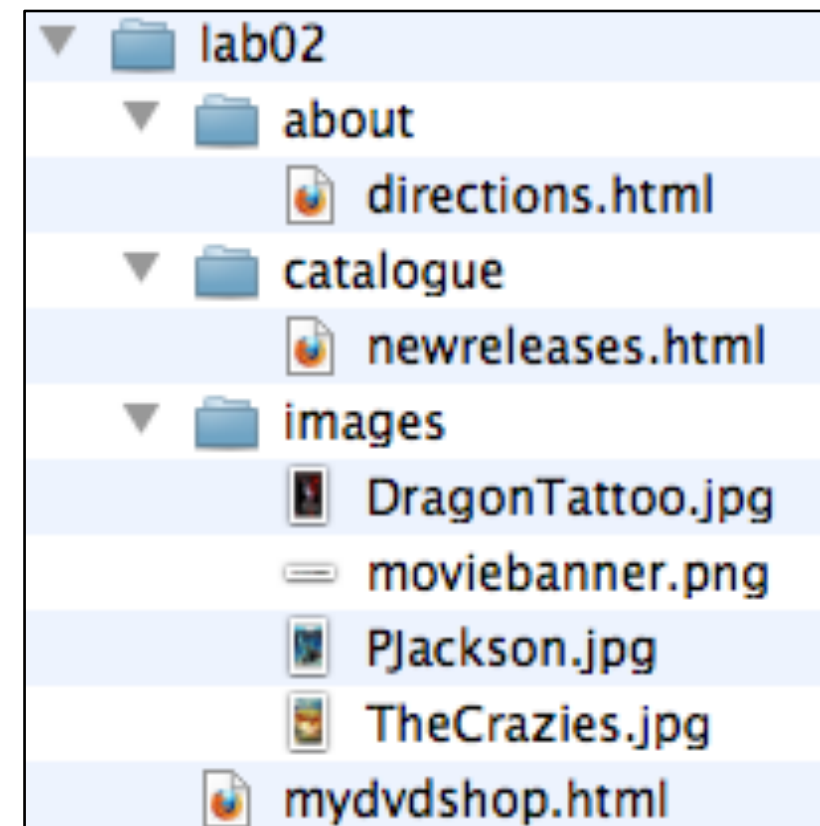 lab02
about
directions.html
catalogue
newreleases.html
images
DragonTattoo.jpg
moviebanner.png
PJackson.jpg
TheCrazies.jpg
mydvdshop.html